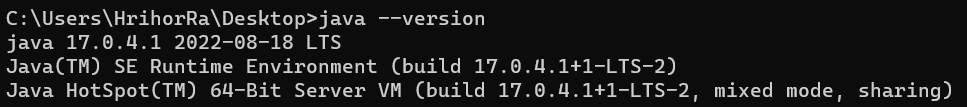 C:\Users\HrihorRa\Desktop>java --version
java 17.0.4.1 2022-08-18 LTS
Java(TM) SE Runtime Environment (build 17.0.4.1+1-LTS-2)
Java HotSpot(TM) 64-Bit Server VM (build 17.0.4.1+1-LTS-2, mixed mode, sharing)